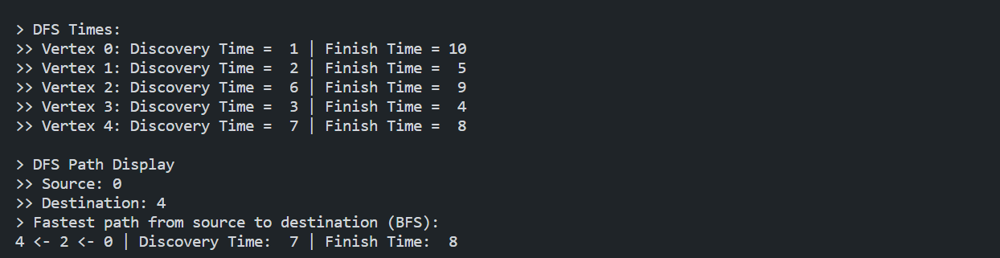 > DFS Times:
>> Vertex 0: Discovery Time =  1 | Finish Time = 10
>> Vertex 1: Discovery Time =  2 | Finish Time =  5
>> Vertex 2: Discovery Time =  6 | Finish Time =  9
>> Vertex 3: Discovery Time =  3 | Finish Time =  4
>> Vertex 4: Discovery Time =  7 | Finish Time =  8
> DFS Path Display
>> Source: 0
>> Destination: 4
> Fastest path from source to destination (BFS):
4 <- 2 <- 0 | Discovery Time:  7 | Finish Time:  8